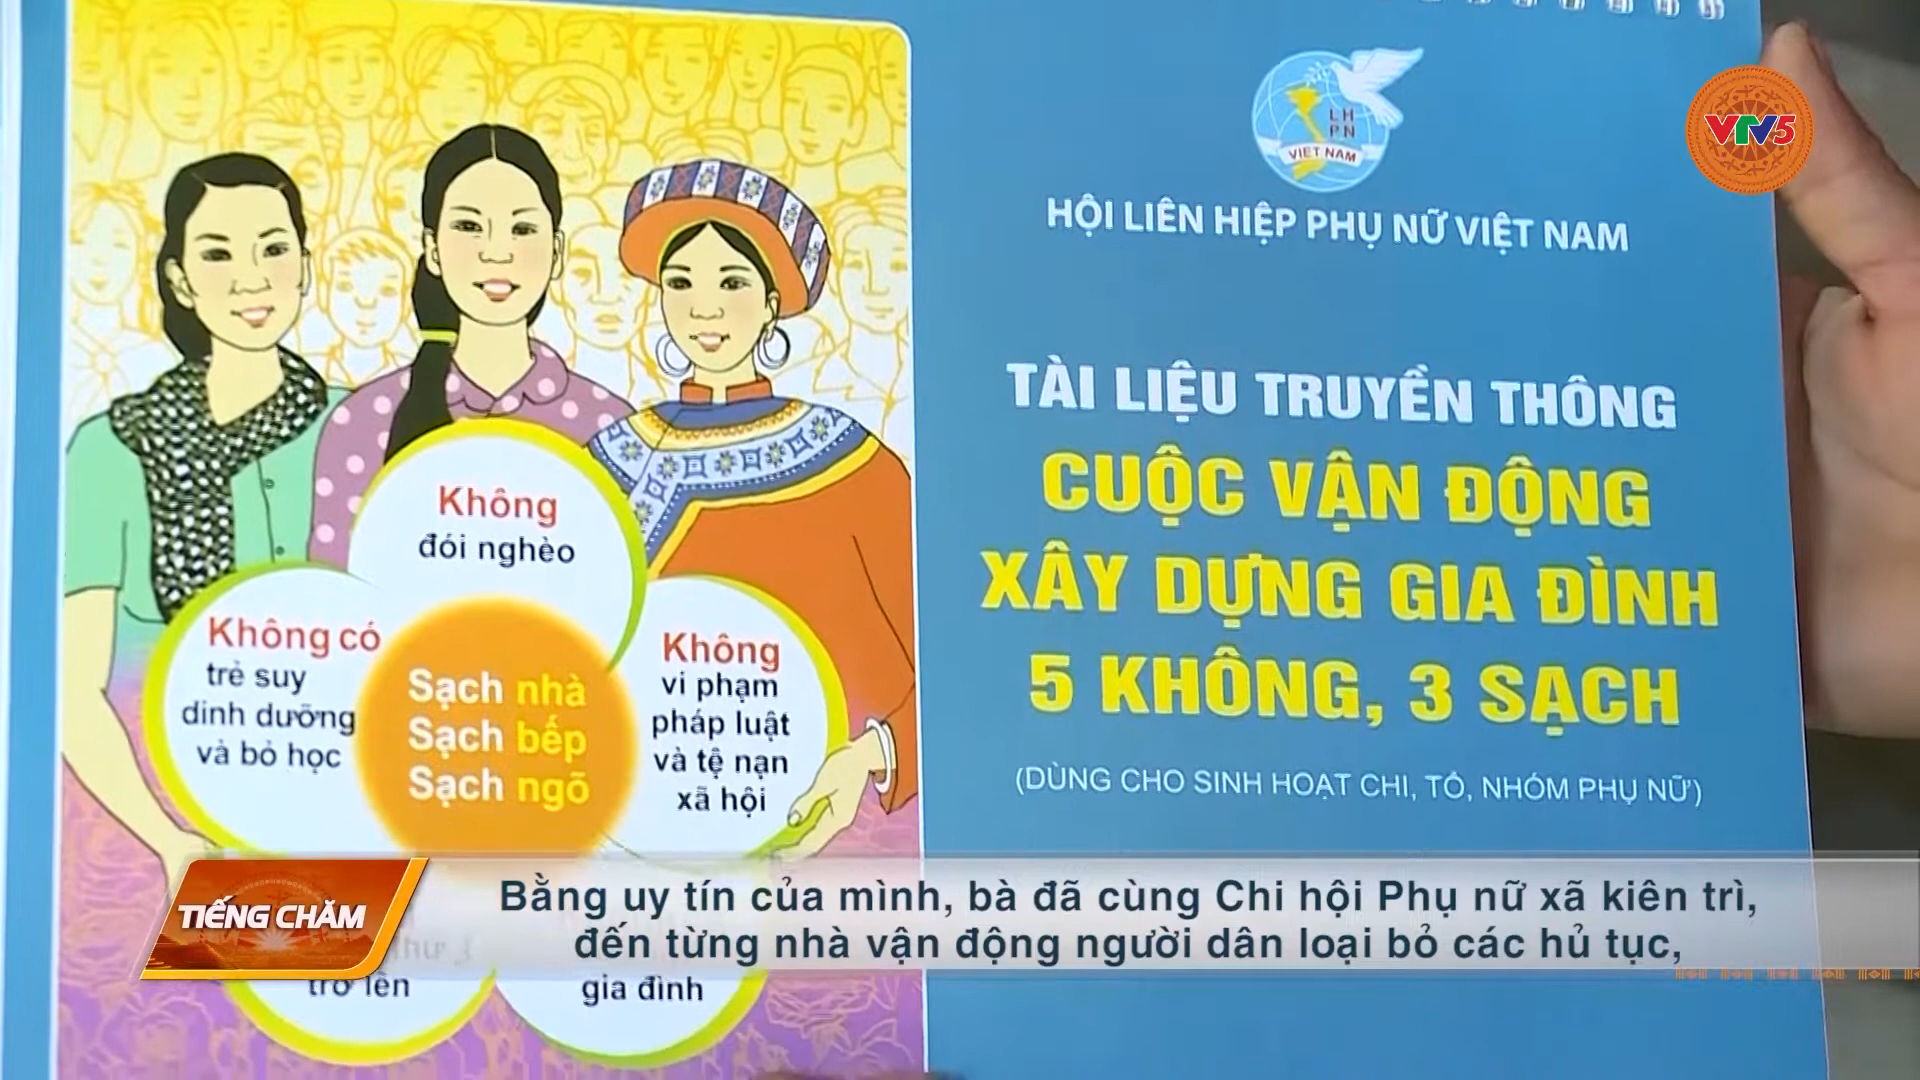 LH
PN
VIỆT NAM
VTV5
HỘI LIÊN HIỆP PHỤ NỮ VIỆT NAM
TÀI LIỆU TRUYỀN THÔNG
CUỘC VẬN ĐỘNG
XÂY DỰNG GIA ĐÌNH
5 KHÔNG, 3 SẠCH
(DÙNG CHO SINH HOẠT CHI, TỔ, NHÓM PHỤ NỮ)
Không
đói nghèo
Không có
trẻ suy
dinh dưỡng
và bỏ học
Sạch nhà
Sạch bếp
Sạch ngõ
Không
vi phạm
pháp luật
và tệ nạn
xã hội
trở lên
gia đình
TIẾNG CHĂM
Bằng uy tín của mình, bà đã cùng Chi hội Phụ nữ xã kiên trì,
đến từng nhà vận động người dân loại bỏ các hủ tục,